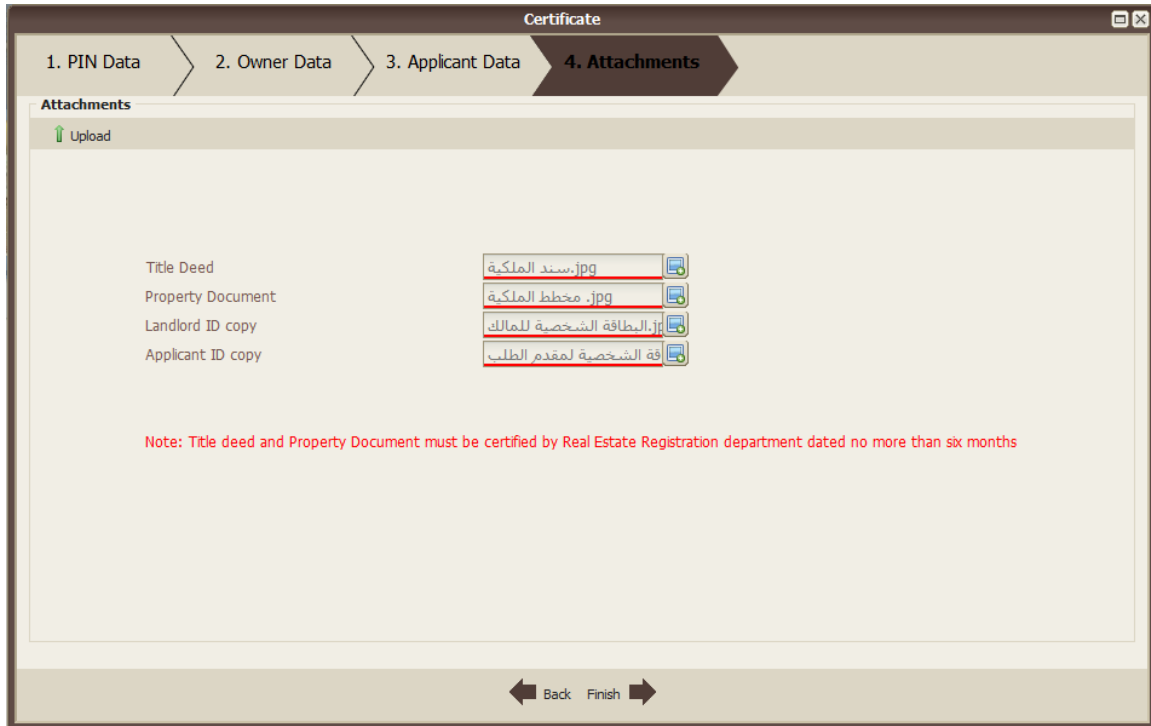 Certificate
1. PIN Data 2. Owner Data 3. Applicant Data 4. Attachments
Attachments
Upload
Title Deed سند الملكية.jpg
Property Document مخطط الملكية .jpg
Landlord ID copy البطاقة الشخصية للمالك.jp
Applicant ID copy قة الشخصية لمقدم الطلب
Note: Title deed and Property Document must be certified by Real Estate Registration department dated no more than six months
Back Finish